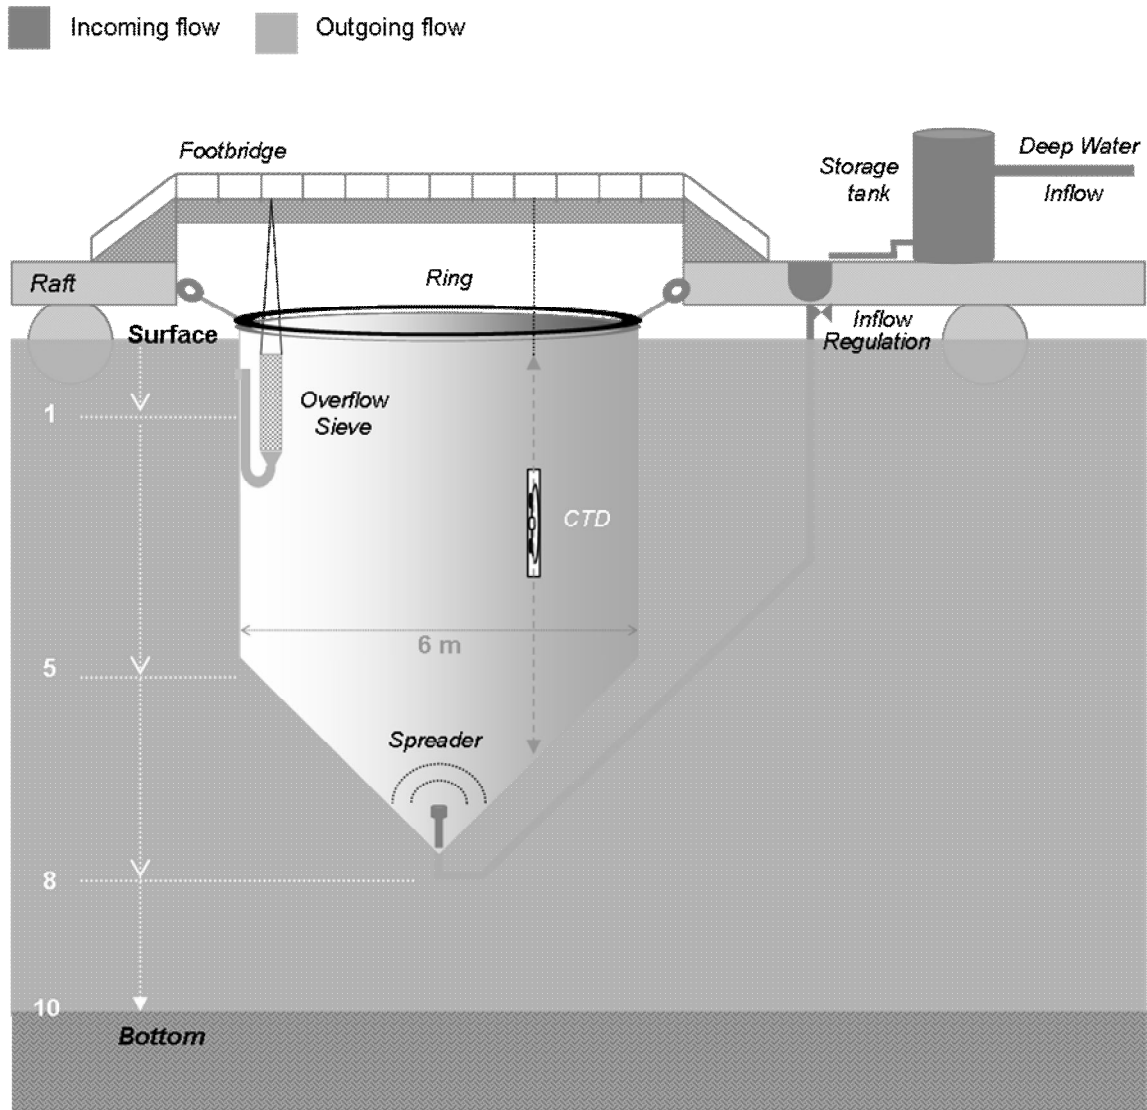 Incoming flow
Outgoing flow
Footbridge
Deep Water
Storage
tank
Inflow
Raft
Ring
Surface
Inflow
Regulation
1
Overflow
Sieve
CTD
6 m
5
Spreader
8
10
Bottom